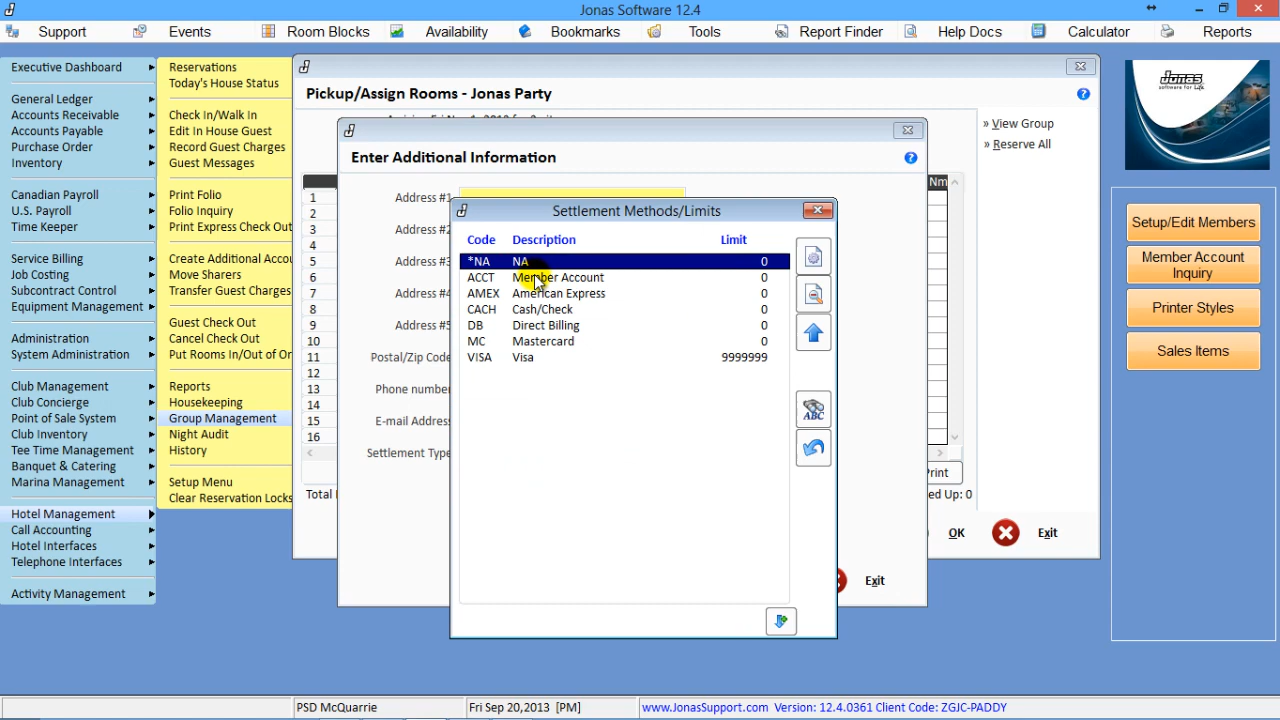 Jonas Software 12.4
Support Events Room Blocks Availability Bookmarks Tools Report Finder Help Docs Calculator Reports
Executive Dashboard
General Ledger
Accounts Receivable
Accounts Payable
Purchase Order
Inventory
Canadian Payroll
U.S. Payroll
Time Keeper
Service Billing
Job Costing
Subcontract Control
Equipment Management
Administration
System Administration
Club Management
Club Concierge
Point of Sale System
Club Inventory
Tee Time Management
Banquet & Catering
Marina Management
Hotel Management
Call Accounting
Hotel Interfaces
Telephone Interfaces
Activity Management
Reservations
Today's House Status
Check In/Walk In
Edit In House Guest
Record Guest Charges
Guest Messages
Print Folio
Folio Inquiry
Print Express Check Out
Create Additional Accou
Move Sharers
Transfer Guest Charges
Guest Check Out
Cancel Check Out
Put Rooms In/Out of Or
Reports
Housekeeping
Group Management
Night Audit
History
Setup Menu
Clear Reservation Locks
Pickup/Assign Rooms - Jonas Party
» View Group
» Reserve All
Nm
1
2
3
4
5
6
7
8
9
10
11
12
13
14
15
16
Total
Print
ed Up: 0
OK Exit
Enter Additional Information
Address #1
Address #2
Address #3
Address #4
Address #5
Postal/Zip Code
Phone number
E-mail Address
Settlement Type
Exit
Settlement Methods/Limits
Code Description Limit
*NA NA 0
ACCT Member Account 0
AMEX American Express 0
CACH Cash/Check 0
DB Direct Billing 0
MC Mastercard 0
VISA Visa 9999999
ABC
Jonas
software for Life.
Setup/Edit Members
Member Account
Inquiry
Printer Styles
Sales Items
PSD McQuarrie Fri Sep 20,2013 [PM] www.JonasSupport.com Version: 12.4.0361 Client Code: ZGJC-PADDY